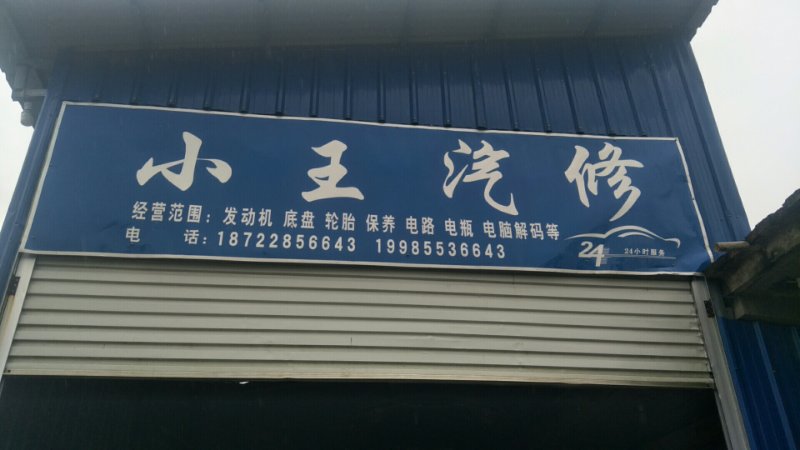 小王汽修
经营范围：发动机 底盘 轮胎 保养 电路 电瓶 电脑解码等
电 话：18722856643 19985536643
24 24小时服务